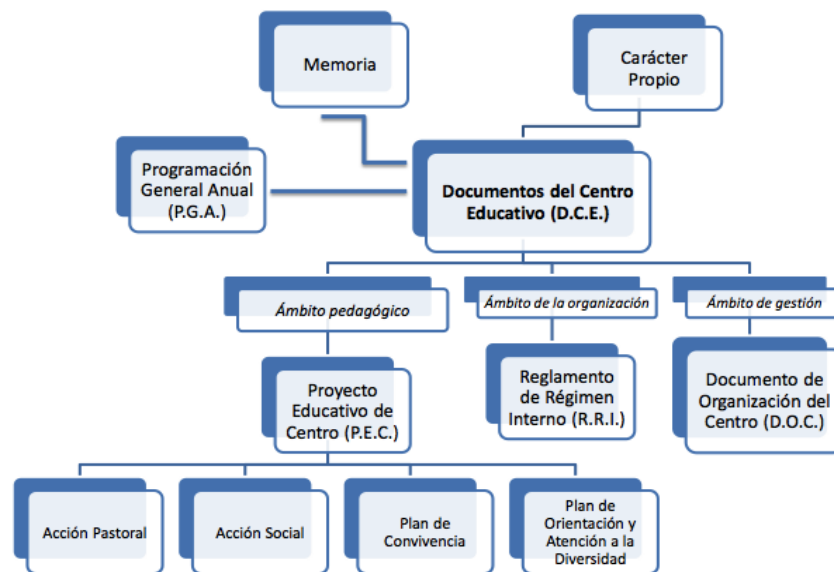 Memoria
Carácter
Propio
Programación
General Anual
(P.G.A.)
Documentos del Centro
Educativo (D.C.E.)
Ámbito pedagógico
Ámbito de la organización
Ámbito de gestión
Proyecto
Educativo de
Centro (P.E.C.)
Reglamento
de Régimen
Interno (R.R.I.)
Documento de
Organización del
Centro (D.O.C.)
Acción Pastoral
Acción Social
Plan de
Convivencia
Plan de
Orientación y
Atención a la
Diversidad